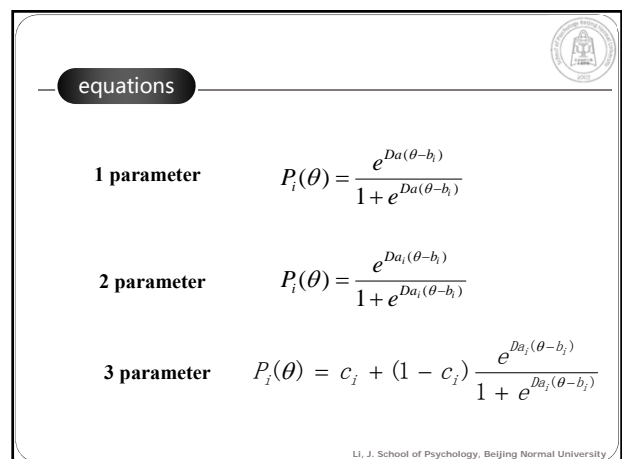 equations
1 parameter P_i(θ) = e^{Da(θ−b_i)} / (1 + e^{Da(θ−b_i)})
2 parameter P_i(θ) = e^{Da_i(θ−b_i)} / (1 + e^{Da_i(θ−b_i)})
3 parameter P_i(θ) = c_i + (1 − c_i) e^{Da_i(θ−b_i)} / (1 + e^{Da_i(θ−b_i)})
Li, J. School of Psychology, Beijing Normal University